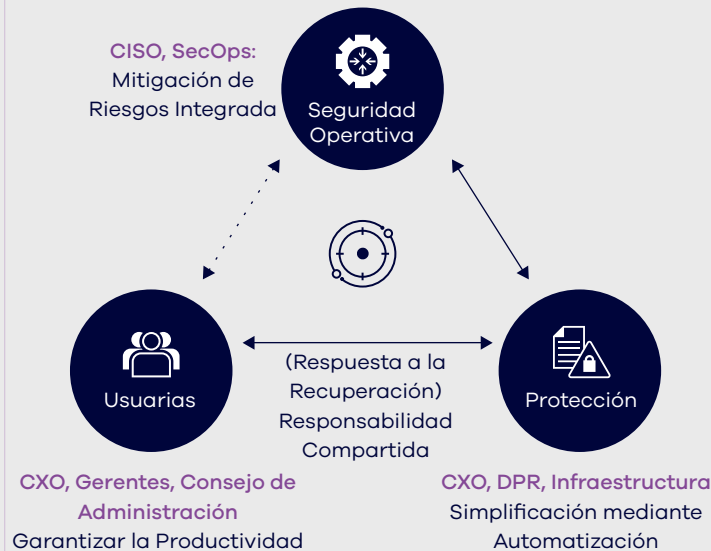 CISO, SecOps:
Mitigación de
Riesgos Integrada
Seguridad
Operativa
Usuarias
(Respuesta a la
Recuperación)
Responsabilidad
Compartida
Protección
CXO, Gerentes, Consejo de
Administración
Garantizar la Productividad
CXO, DPR, Infraestructura
Simplificación mediante
Automatización